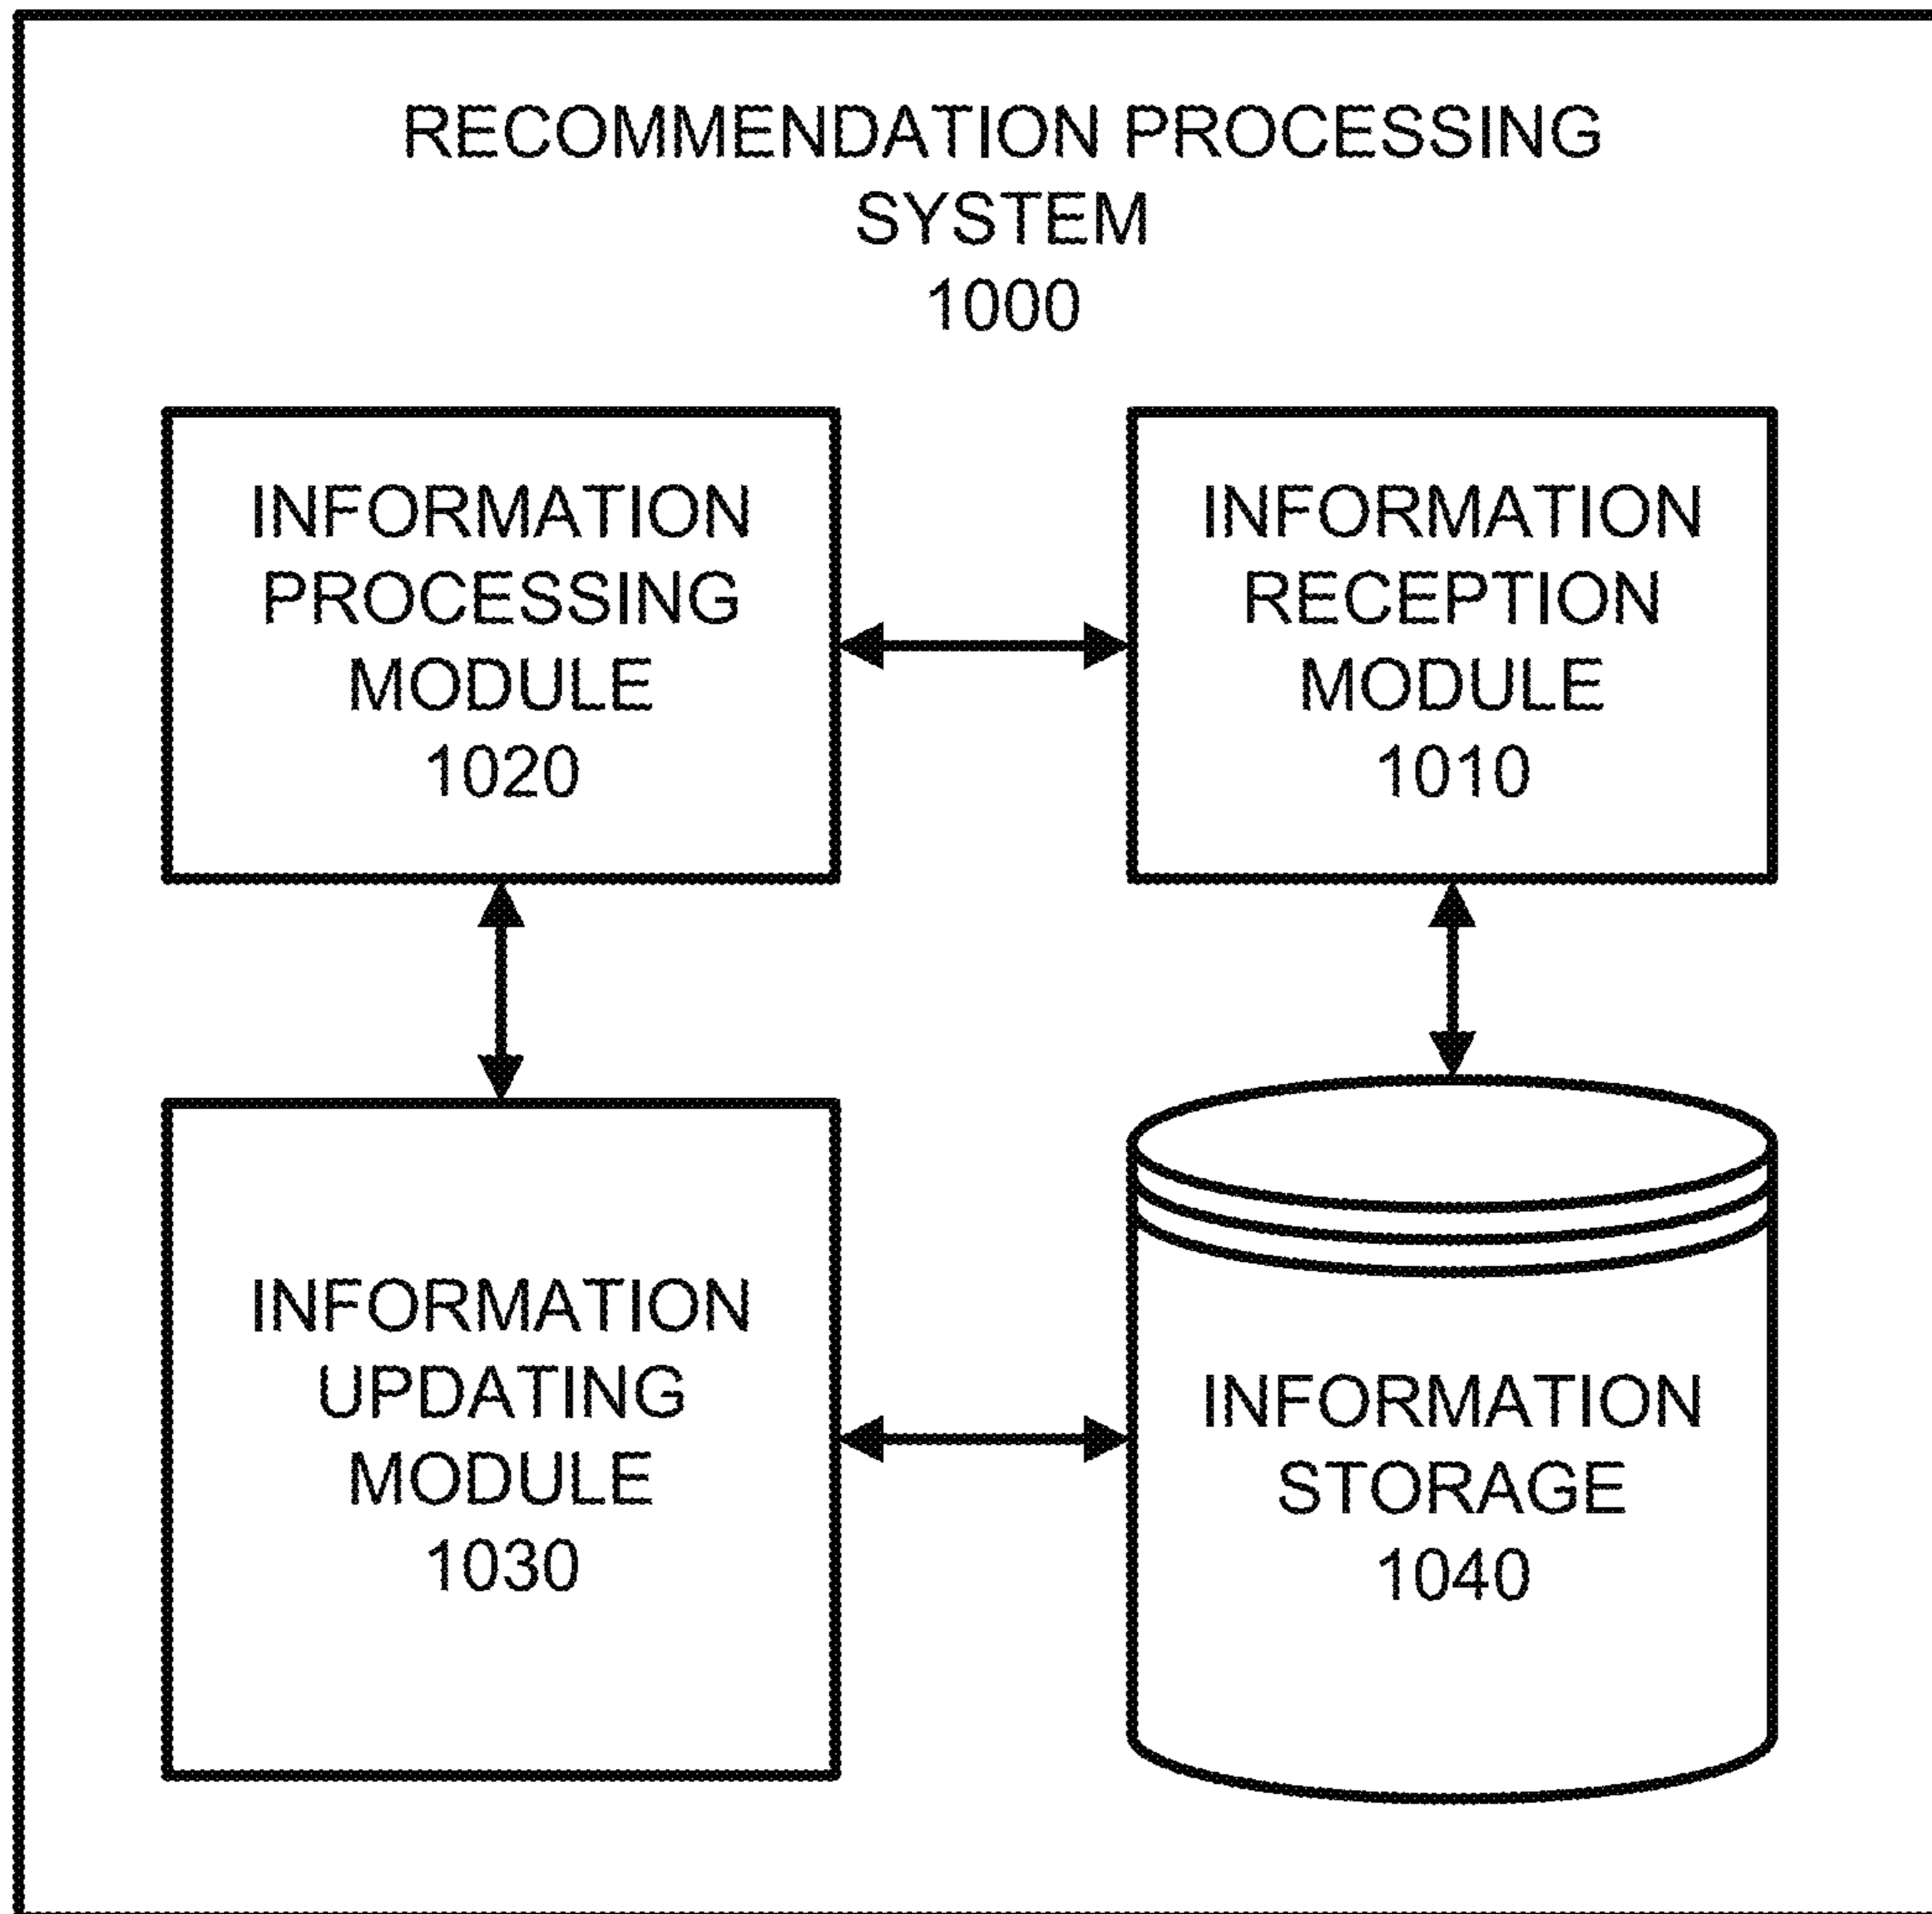 RECOMMENDATION PROCESSING
SYSTEM
1000
INFORMATION
PROCESSING
MODULE
1020
INFORMATION
RECEPTION
MODULE
1010
INFORMATION
UPDATING
MODULE
1030
INFORMATION
STORAGE
1040